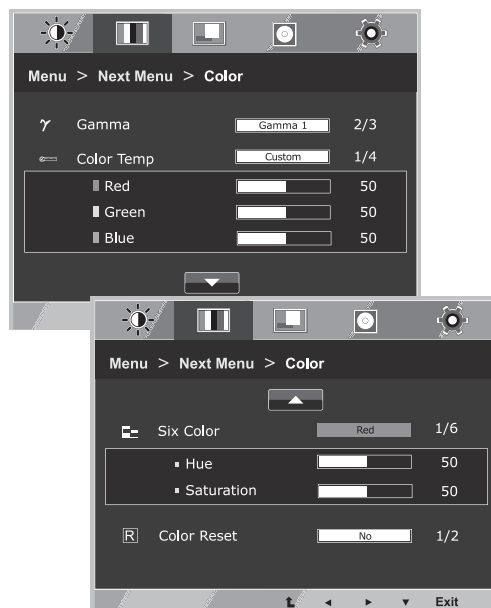 Menu > Next Menu > Color
γ Gamma Gamma 1 2/3
Color Temp Custom 1/4
Red 50
Green 50
Blue 50
Menu > Next Menu > Color
Six Color Red 1/6
Hue 50
Saturation 50
R Color Reset No 1/2
Exit